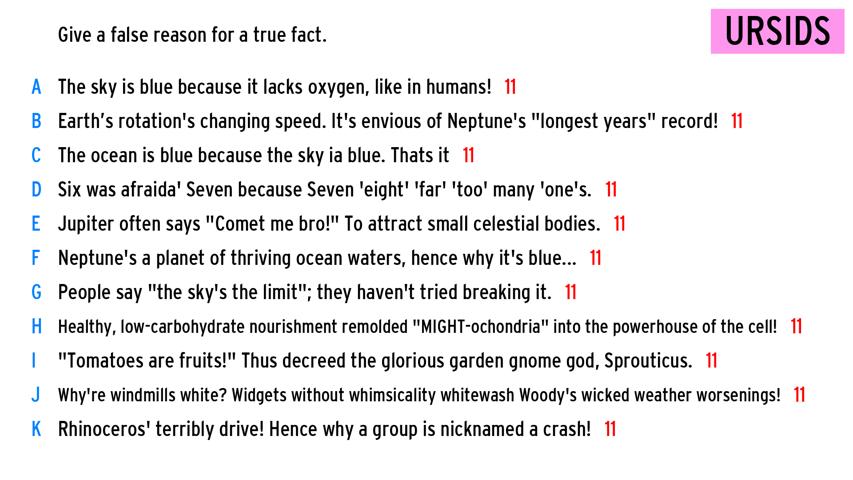 Give a false reason for a true fact.
URSIDS
A The sky is blue because it lacks oxygen, like in humans! 11
B Earth’s rotation's changing speed. It's envious of Neptune's "longest years" record! 11
C The ocean is blue because the sky ia blue. Thats it 11
D Six was afraida' Seven because Seven 'eight' 'far' 'too' many 'one's. 11
E Jupiter often says "Comet me bro!" To attract small celestial bodies. 11
F Neptune's a planet of thriving ocean waters, hence why it's blue... 11
G People say "the sky's the limit"; they haven't tried breaking it. 11
H Healthy, low-carbohydrate nourishment remolded "MIGHT-ochondria" into the powerhouse of the cell! 11
I "Tomatoes are fruits!" Thus decreed the glorious garden gnome god, Sprouticus. 11
J Why're windmills white? Widgets without whimsicality whitewash Woody's wicked weather worsenings! 11
K Rhinoceros' terribly drive! Hence why a group is nicknamed a crash! 11